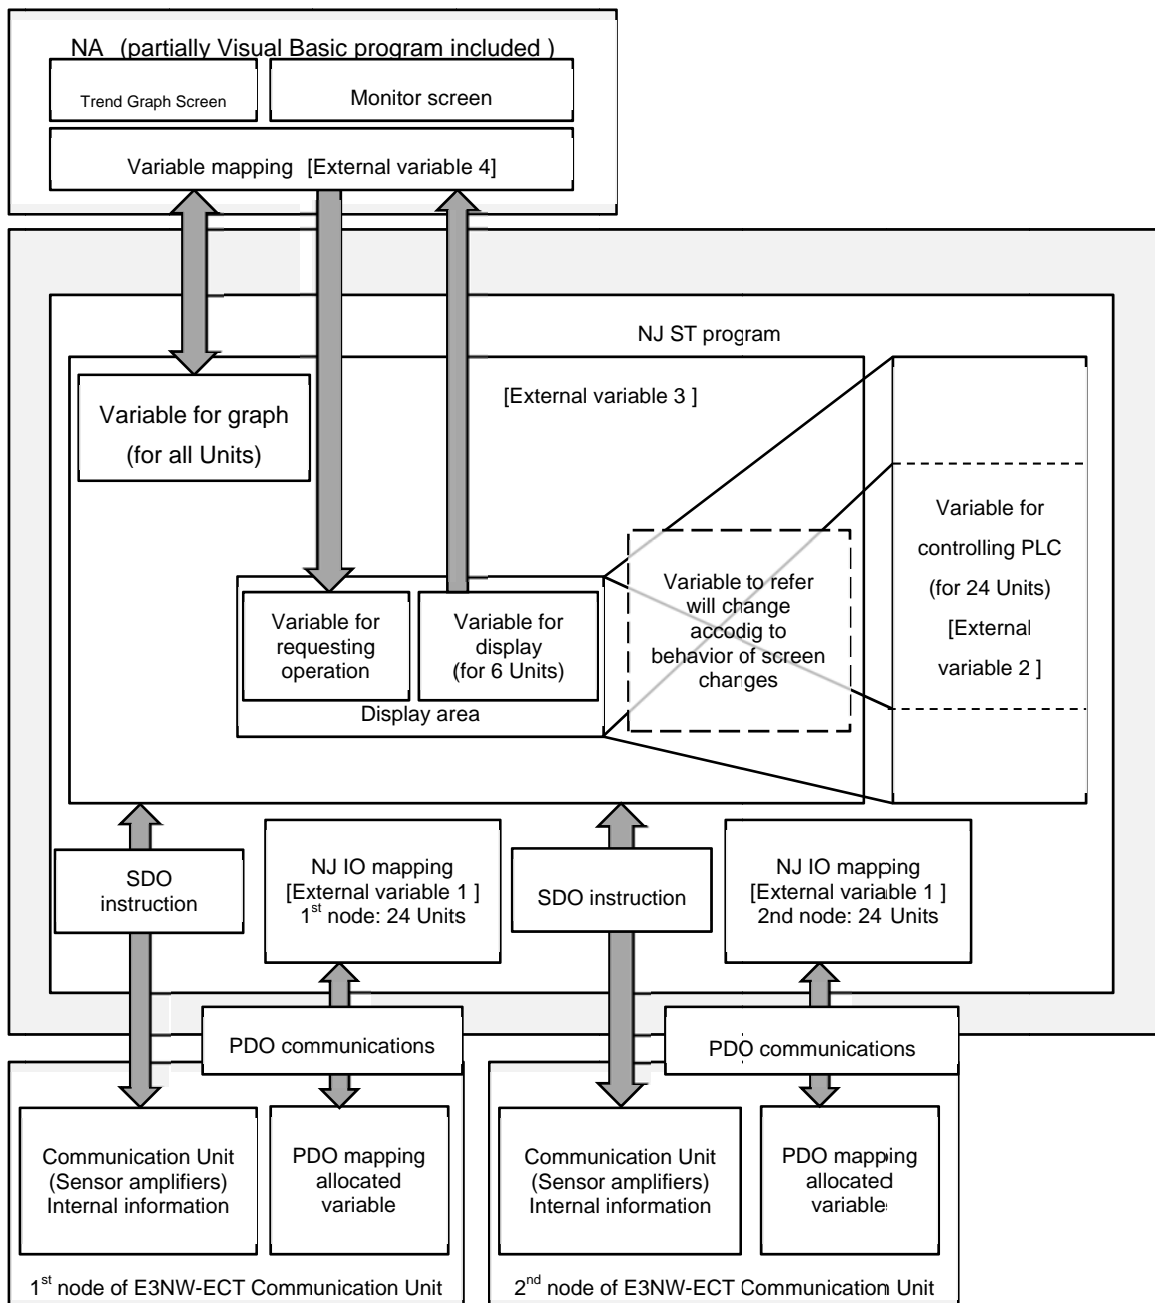 NA (partially Visual Basic program included )
Trend Graph Screen
Monitor screen
Variable mapping [External variable 4]
NJ ST program
[External variable 3 ]
Variable for graph
(for all Units)
Variable for
controlling PLC
(for 24 Units)
[External
variable 2 ]
Variable to refer
will change
accodig to
behavior of screen
changes
Variable for
requesting
operation
Variable for
display
(for 6 Units)
Display area
SDO
instruction
NJ IO mapping
[External variable 1 ]
1st node: 24 Units
SDO instruction
NJ IO mapping
[External variable 1 ]
2nd node: 24 Units
PDO communications
PDO communications
Communication Unit
(Sensor amplifiers)
Internal information
PDO mapping
allocated
variable
Communication Unit
(Sensor amplifiers)
Internal information
PDO mapping
allocated
variable
1st node of E3NW-ECT Communication Unit
2nd node of E3NW-ECT Communication Unit